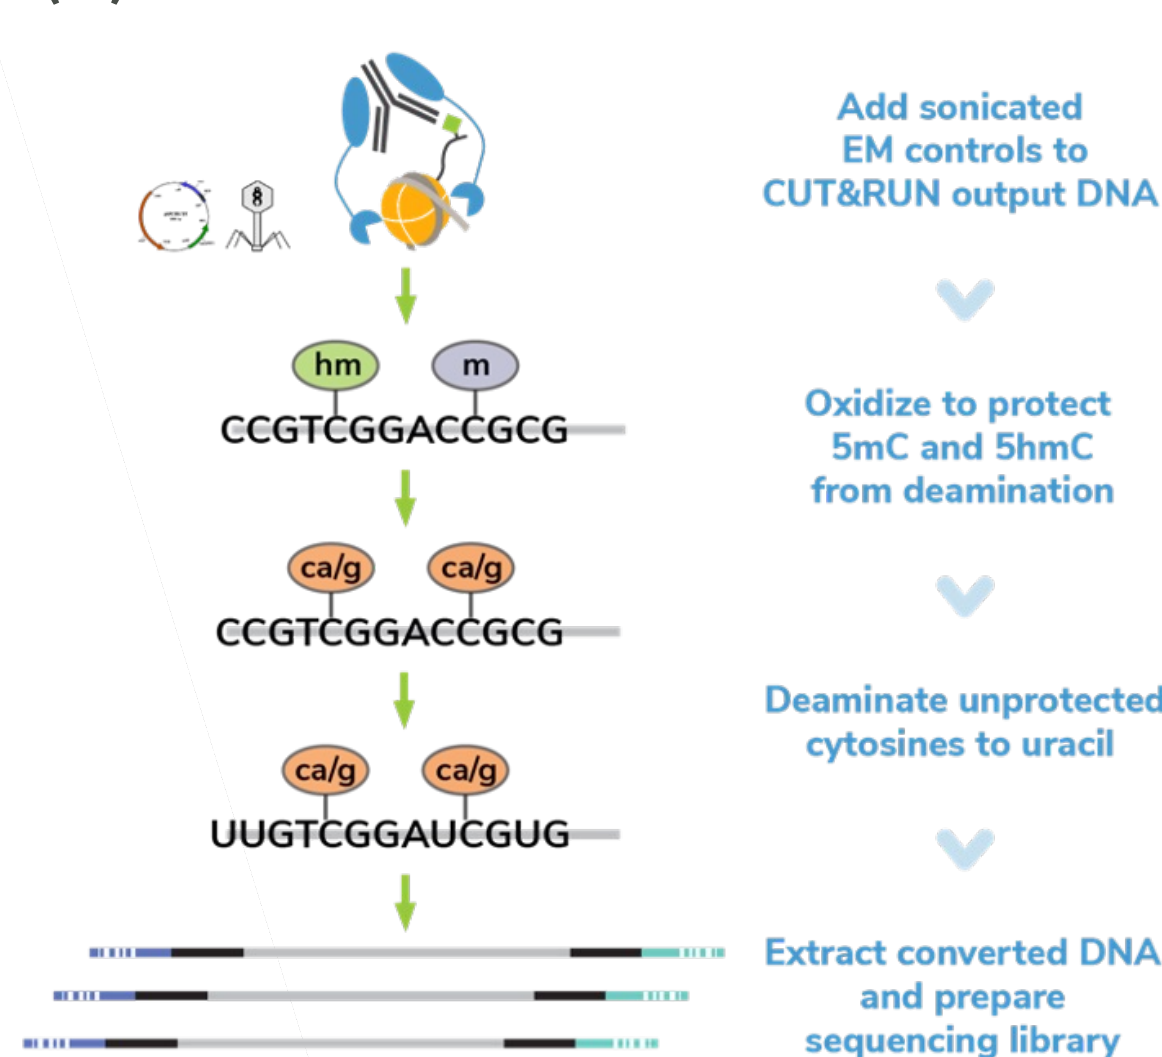 Add sonicated
EM controls to
CUT&RUN output DNA
hm
m
CCGTCGGACCGCG
Oxidize to protect
5mC and 5hmC
from deamination
ca/g
ca/g
CCGTCGGACCGCG
Deaminate unprotected
cytosines to uracil
ca/g
ca/g
UUGTCGGAUCGUG
Extract converted DNA
and prepare
sequencing library